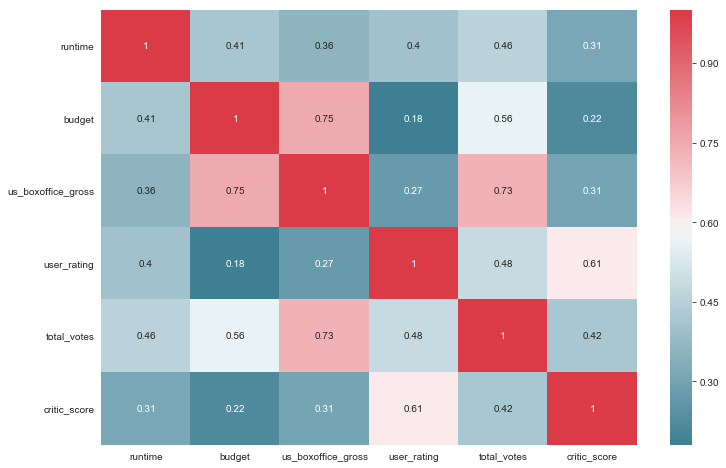 runtime 1 0.41 0.36 0.4 0.46 0.31
budget 0.41 1 0.75 0.18 0.56 0.22
us_boxoffice_gross 0.36 0.75 1 0.27 0.73 0.31
user_rating 0.4 0.18 0.27 1 0.48 0.61
total_votes 0.46 0.56 0.73 0.48 1 0.42
critic_score 0.31 0.22 0.31 0.61 0.42 1
runtime budget us_boxoffice_gross user_rating total_votes critic_score
0.90
0.75
0.60
0.45
0.30